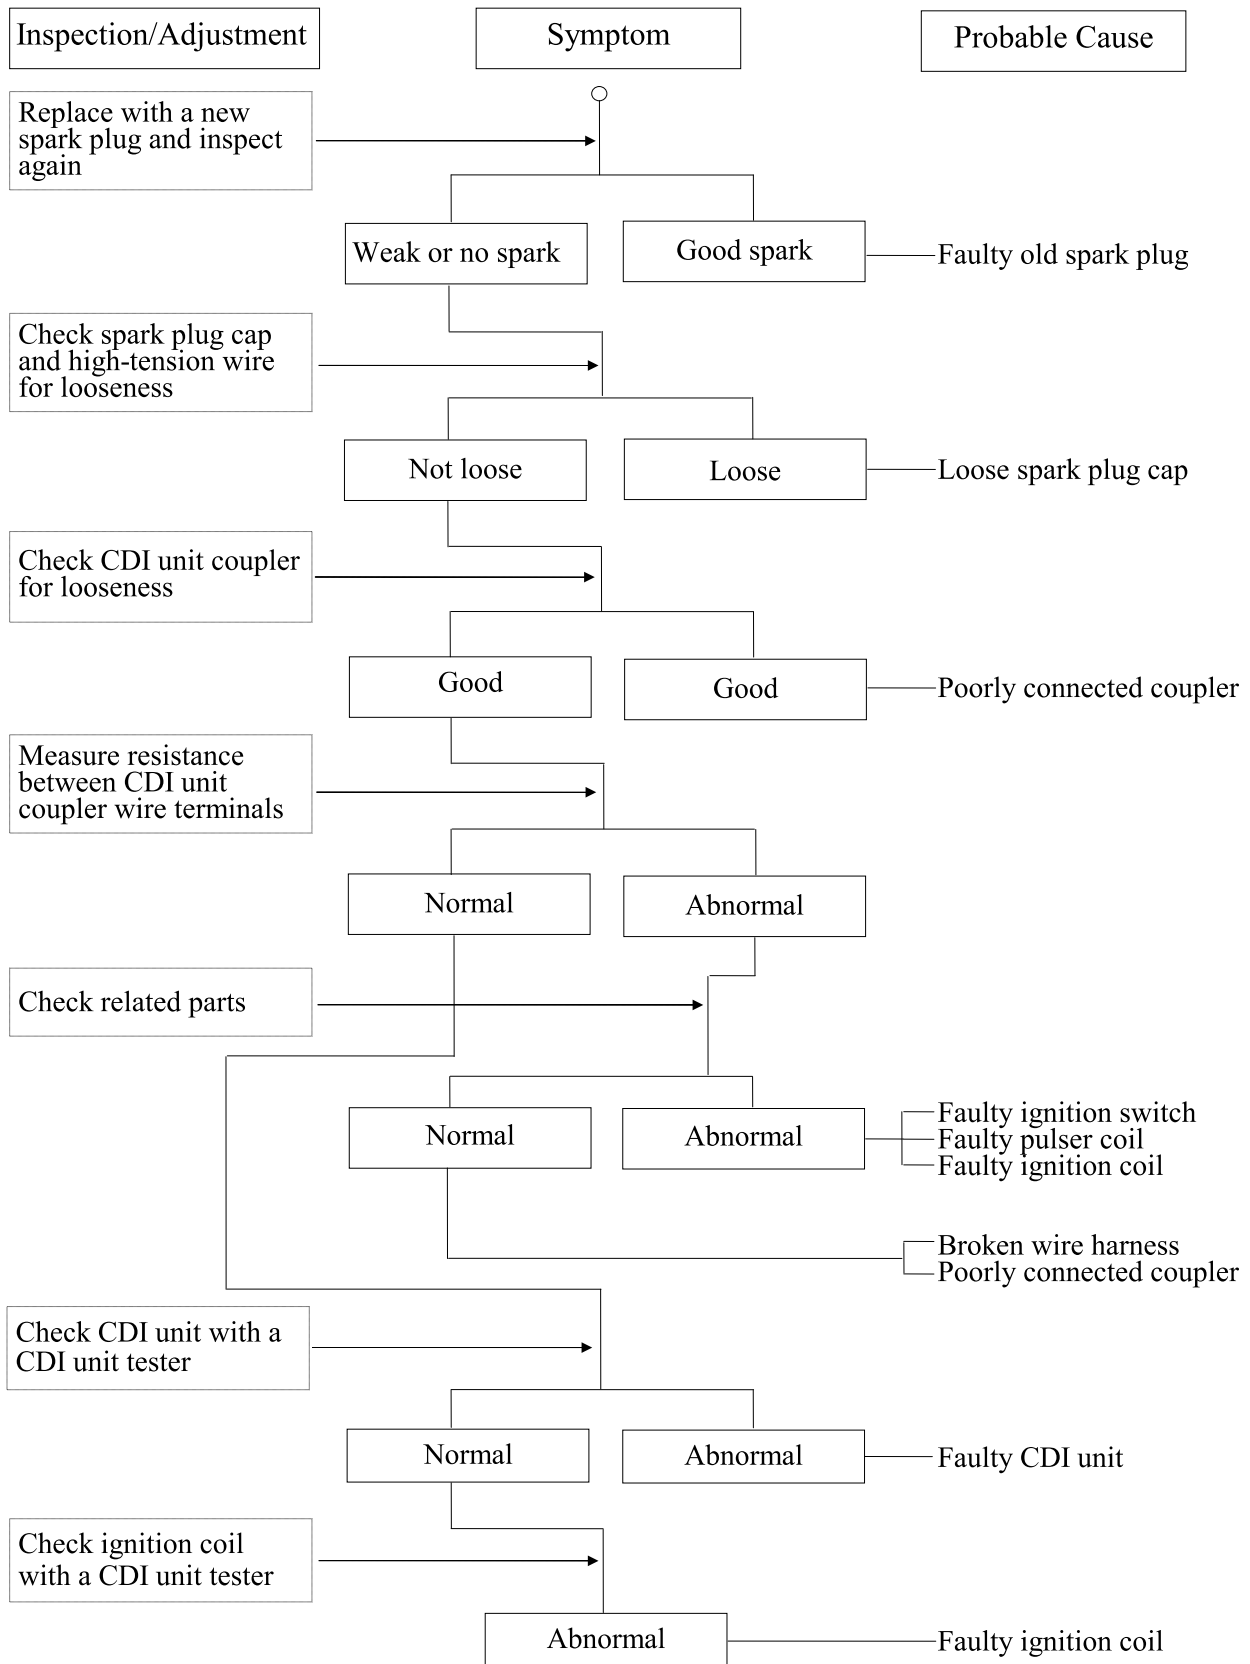 Inspection/Adjustment
Symptom
Probable Cause
Replace with a new
spark plug and inspect
again
Weak or no spark
Good spark
Faulty old spark plug
Check spark plug cap
and high-tension wire
for looseness
Not loose
Loose
Loose spark plug cap
Check CDI unit coupler
for looseness
Good
Good
Poorly connected coupler
Measure resistance
between CDI unit
coupler wire terminals
Normal
Abnormal
Check related parts
Normal
Abnormal
Faulty ignition switch
Faulty pulser coil
Faulty ignition coil
Broken wire harness
Poorly connected coupler
Check CDI unit with a
CDI unit tester
Normal
Abnormal
Faulty CDI unit
Check ignition coil
with a CDI unit tester
Abnormal
Faulty ignition coil